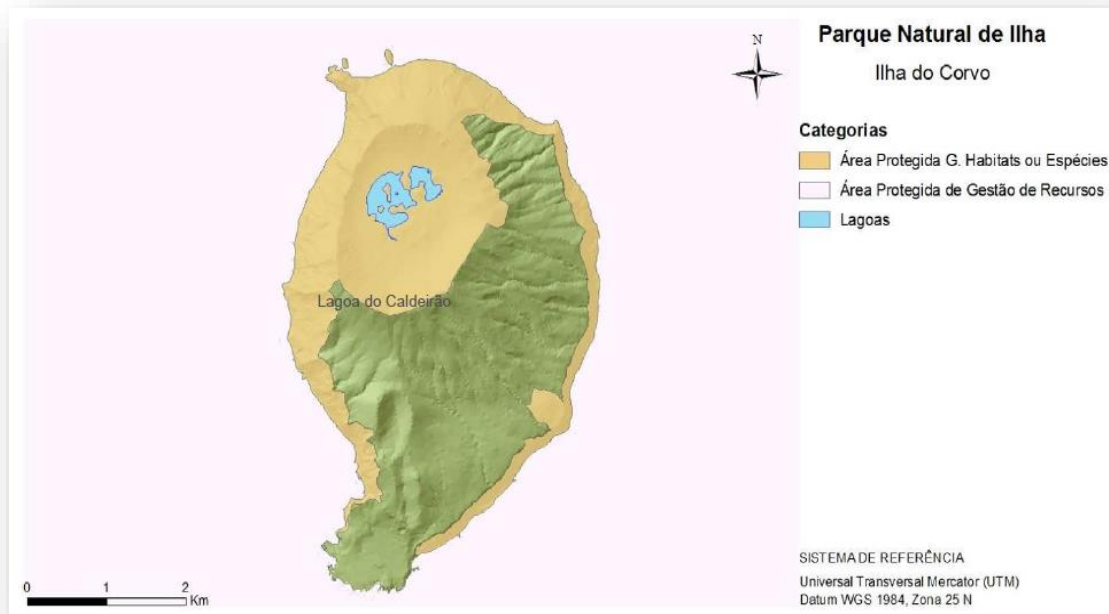 Parque Natural de Ilha
Ilha do Corvo
N
Categorias
Área Protegida G. Habitats ou Espécies
Área Protegida de Gestão de Recursos
Lagoas
Lagoa do Caldeirão
0 1 2
Km
SISTEMA DE REFERÊNCIA
Universal Transversal Mercator (UTM)
Datum WGS 1984, Zona 25 N